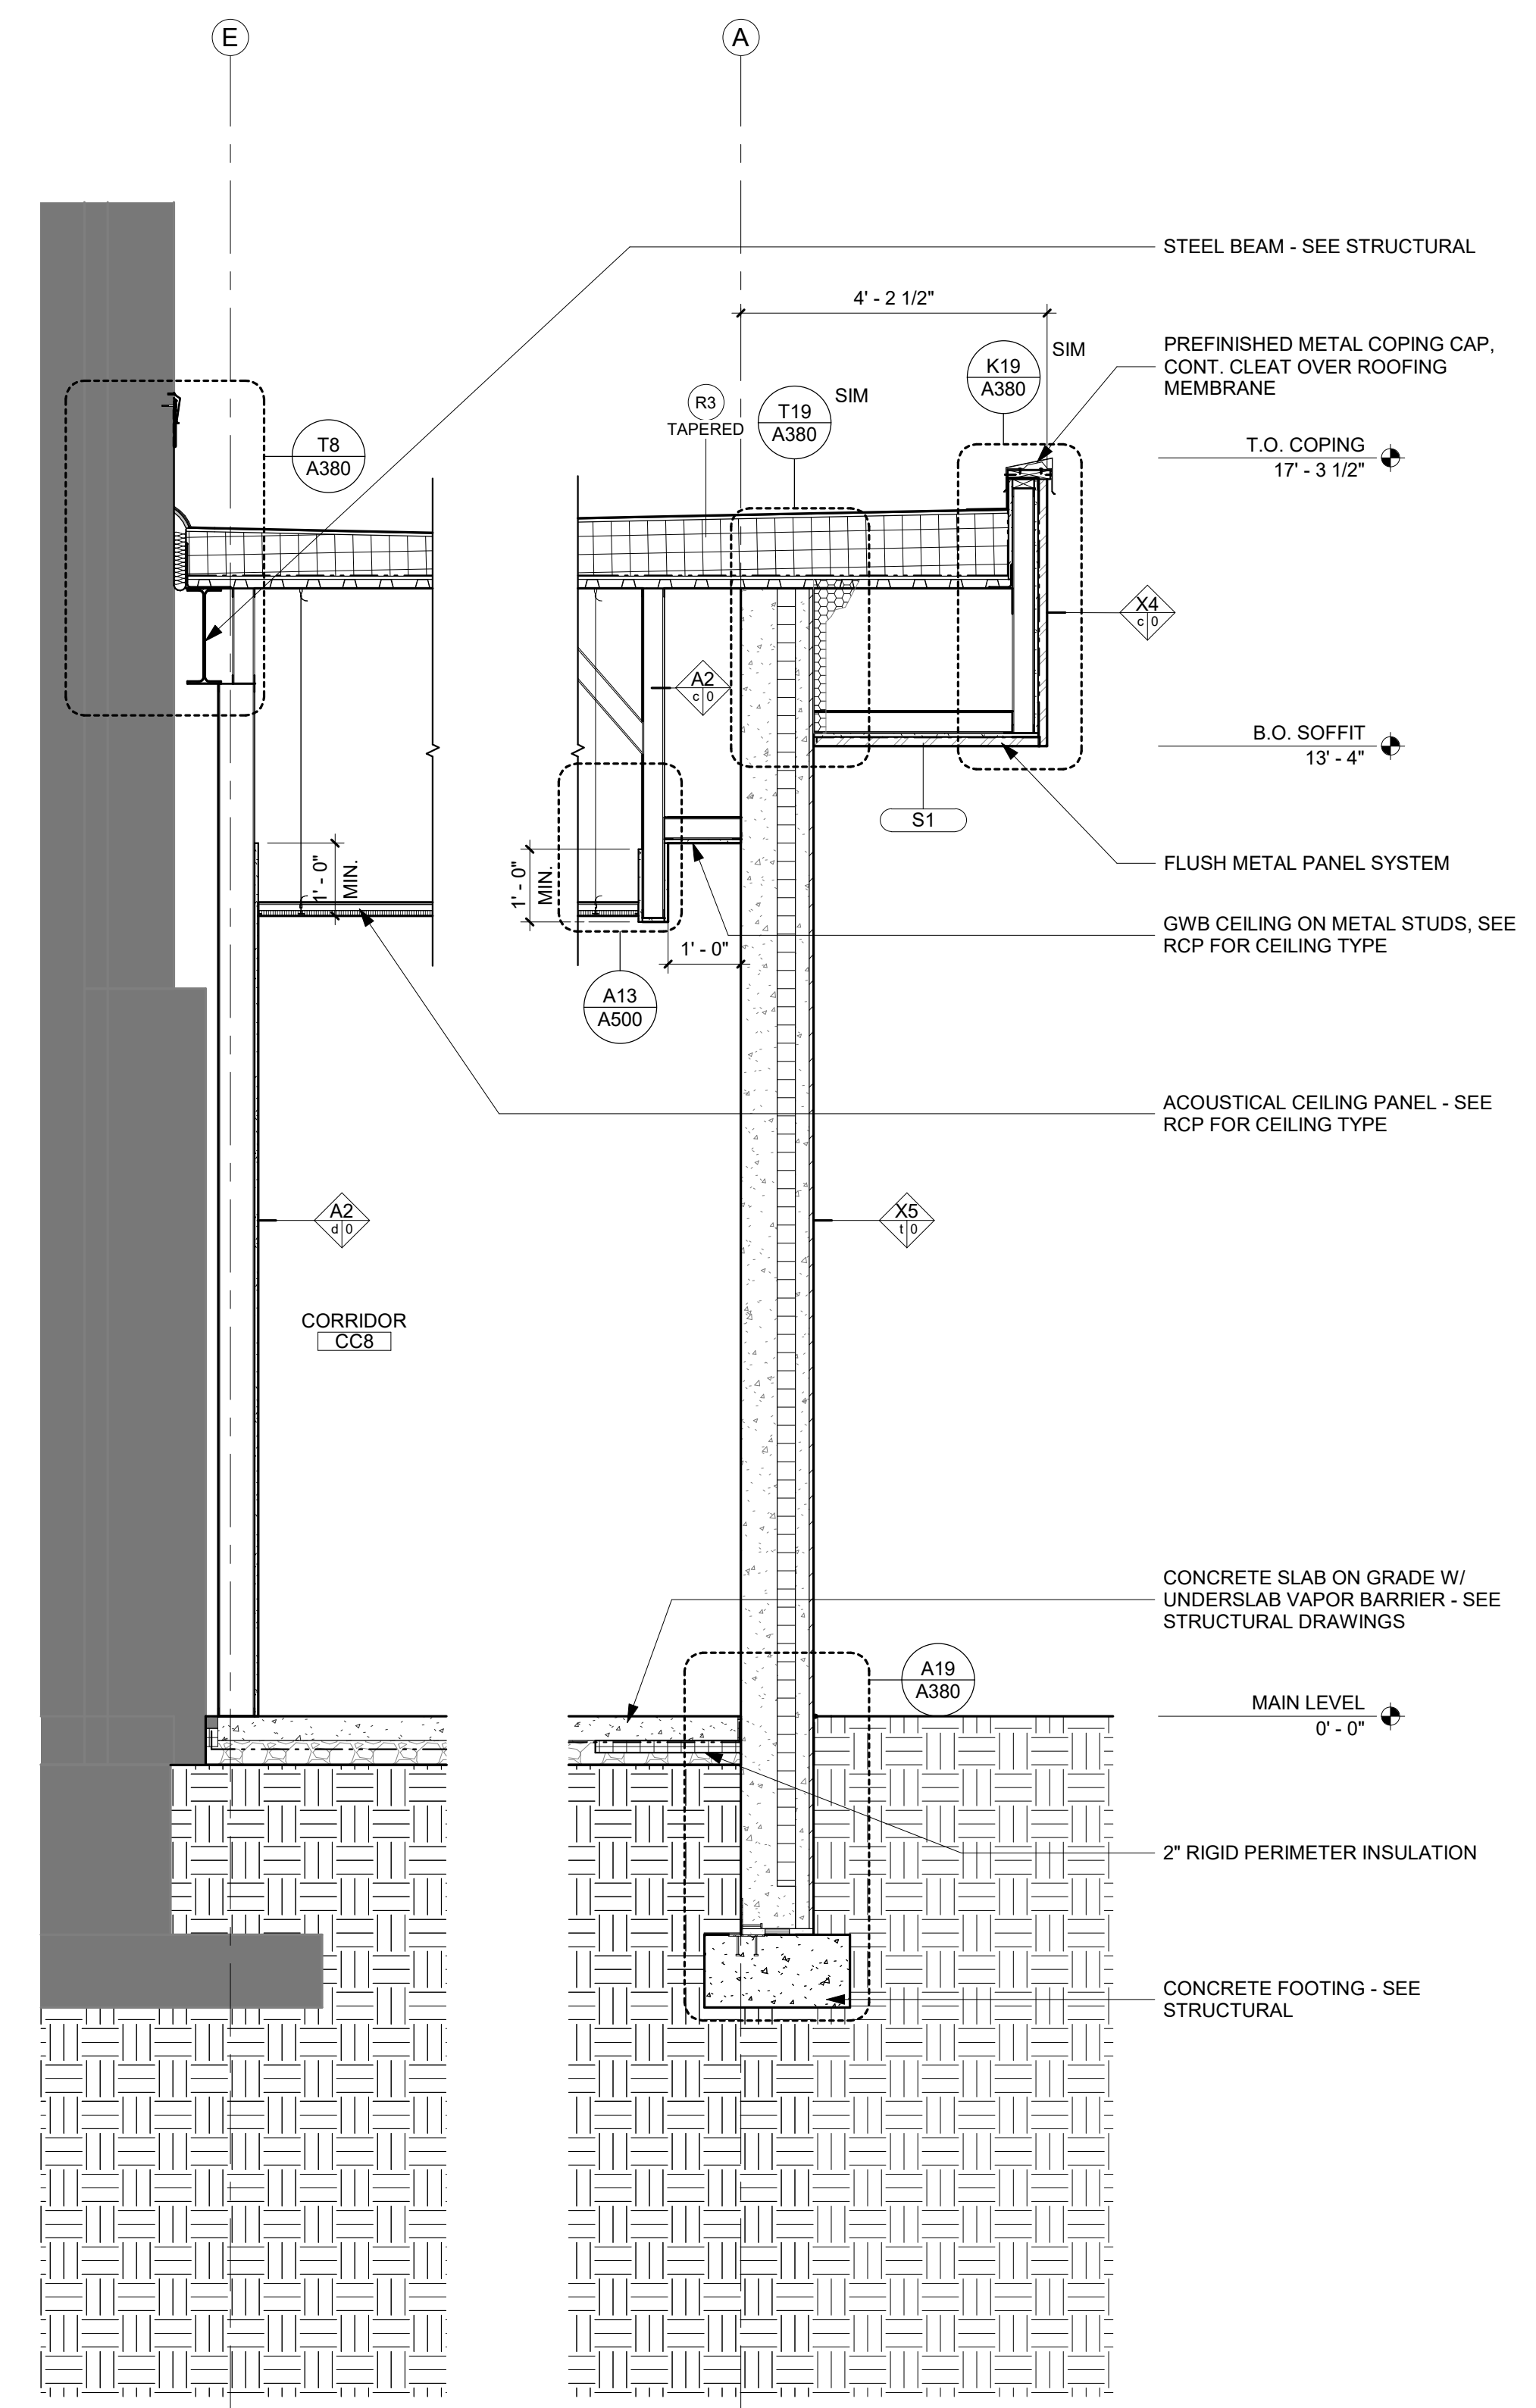 E
A
STEEL BEAM - SEE STRUCTURAL
4' - 2 1/2"
SIM
PREFINISHED METAL COPING CAP,
CONT. CLEAT OVER ROOFING
MEMBRANE
K19
A380
R3
TAPERED
T19
A380
SIM
T8
A380
T.O. COPING
17' - 3 1/2"
X4
c 0
A2
c 0
B.O. SOFFIT
13' - 4"
S1
FLUSH METAL PANEL SYSTEM
1' - 0"
MIN.
1' - 0"
MIN.
GWB CEILING ON METAL STUDS, SEE
RCP FOR CEILING TYPE
1' - 0"
A13
A500
ACOUSTICAL CEILING PANEL - SEE
RCP FOR CEILING TYPE
A2
d 0
X5
t 0
CORRIDOR
CC8
CONCRETE SLAB ON GRADE W/
UNDERSLAB VAPOR BARRIER - SEE
STRUCTURAL DRAWINGS
A19
A380
MAIN LEVEL
0' - 0"
2" RIGID PERIMETER INSULATION
CONCRETE FOOTING - SEE
STRUCTURAL